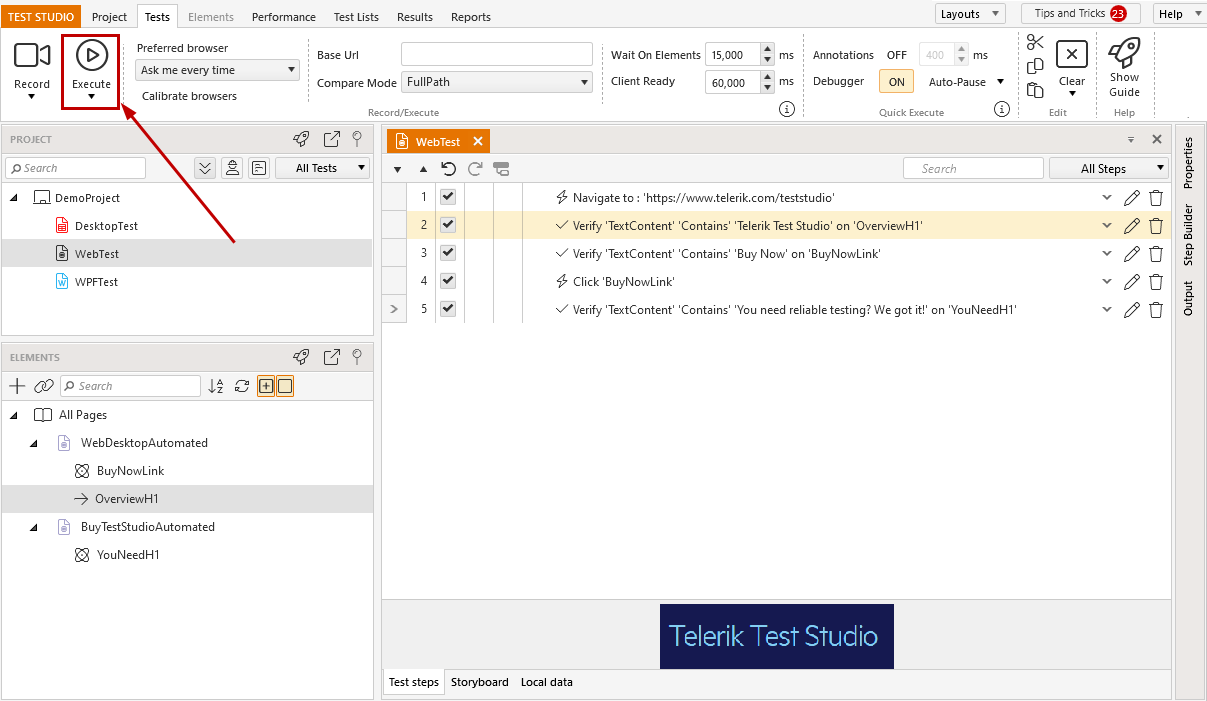 TEST STUDIO Project Tests Elements Performance Test Lists Results Reports Layouts Tips and Tricks 23 Help
Record
Execute
Preferred browser
Ask me every time
Calibrate browsers
Base Url
Compare Mode FullPath
Record/Execute
Wait On Elements 15,000 ms
Client Ready 60,000 ms
Annotations OFF 400 ms
Debugger ON Auto-Pause
Quick Execute
Clear
Edit
Show
Guide
Help
PROJECT
Search All Tests
DemoProject
DesktopTest
WebTest
WPFTest
ELEMENTS
Search
All Pages
WebDesktopAutomated
BuyNowLink
OverviewH1
BuyTestStudioAutomated
YouNeedH1
WebTest
Search All Steps
1 Navigate to : 'https://www.telerik.com/teststudio'
2 Verify 'TextContent' 'Contains' 'Telerik Test Studio' on 'OverviewH1'
3 Verify 'TextContent' 'Contains' 'Buy Now' on 'BuyNowLink'
4 Click 'BuyNowLink'
5 Verify 'TextContent' 'Contains' 'You need reliable testing? We got it!' on 'YouNeedH1'
Telerik Test Studio
Test steps Storyboard Local data
Properties
Step Builder
Output